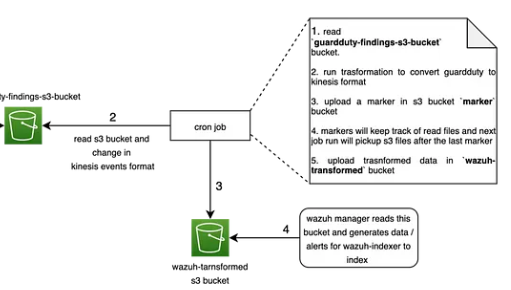 ty-findings-s3-bucket
2
read s3 bucket and
change in
kinesis events format
cron job
3
wazuh-tarnsformed
s3 bucket
4
wazuh manager reads this
bucket and generates data /
alerts for wazuh-indexer to
index
1. read
`guardduty-findings-s3-bucket`
bucket.
2. run trasformation to convert guardduty to
kinesis format
3. upload a marker in s3 bucket `marker`
bucket
4. markers will keep track of read files and next
job run will pickup s3 files after the last marker
5. upload trasnformed data in `wazuh-
transformed` bucket